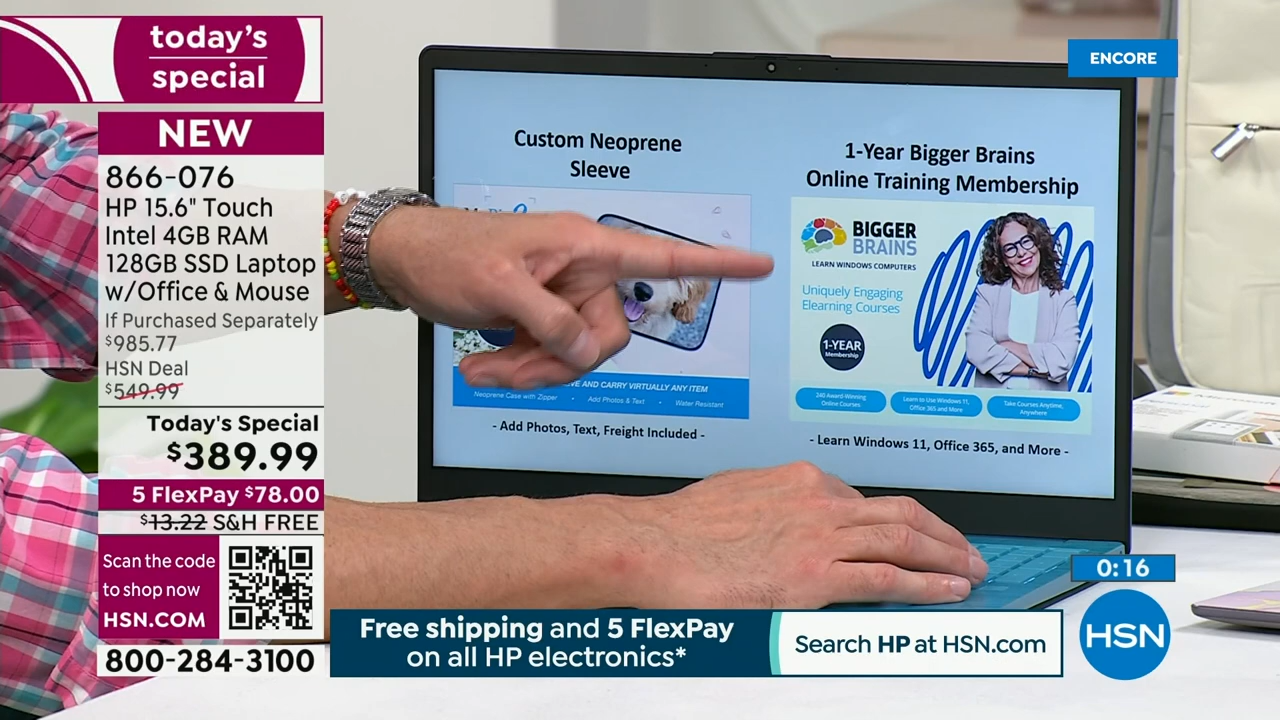 today's
special
NEW
866-076
HP 15.6" Touch
Intel 4GB RAM
128GB SSD Laptop
w/Office & Mouse
If Purchased Separately
$985.77
HSN Deal
$549.99
Today's Special
$389.99
5 FlexPay $78.00
$13.22 S&H FREE
Scan the code
to shop now
HSN.COM
800-284-3100
ENCORE
Custom Neoprene
Sleeve
VE AND CARRY VIRTUALLY ANY ITEM
Neoprene Case with Zipper • Add Photos & Text • Water Resistant
- Add Photos, Text, Freight Included -
1-Year Bigger Brains
Online Training Membership
BIGGER
BRAINS
LEARN WINDOWS COMPUTERS
Uniquely Engaging
Elearning Courses
1-YEAR
Membership
240 Award-Winning
Online Courses
Learn to Use Windows 11,
Office 365 and More
Take Courses Anytime,
Anywhere
- Learn Windows 11, Office 365, and More -
0:16
HSN
Free shipping and 5 FlexPay
on all HP electronics*
Search HP at HSN.com